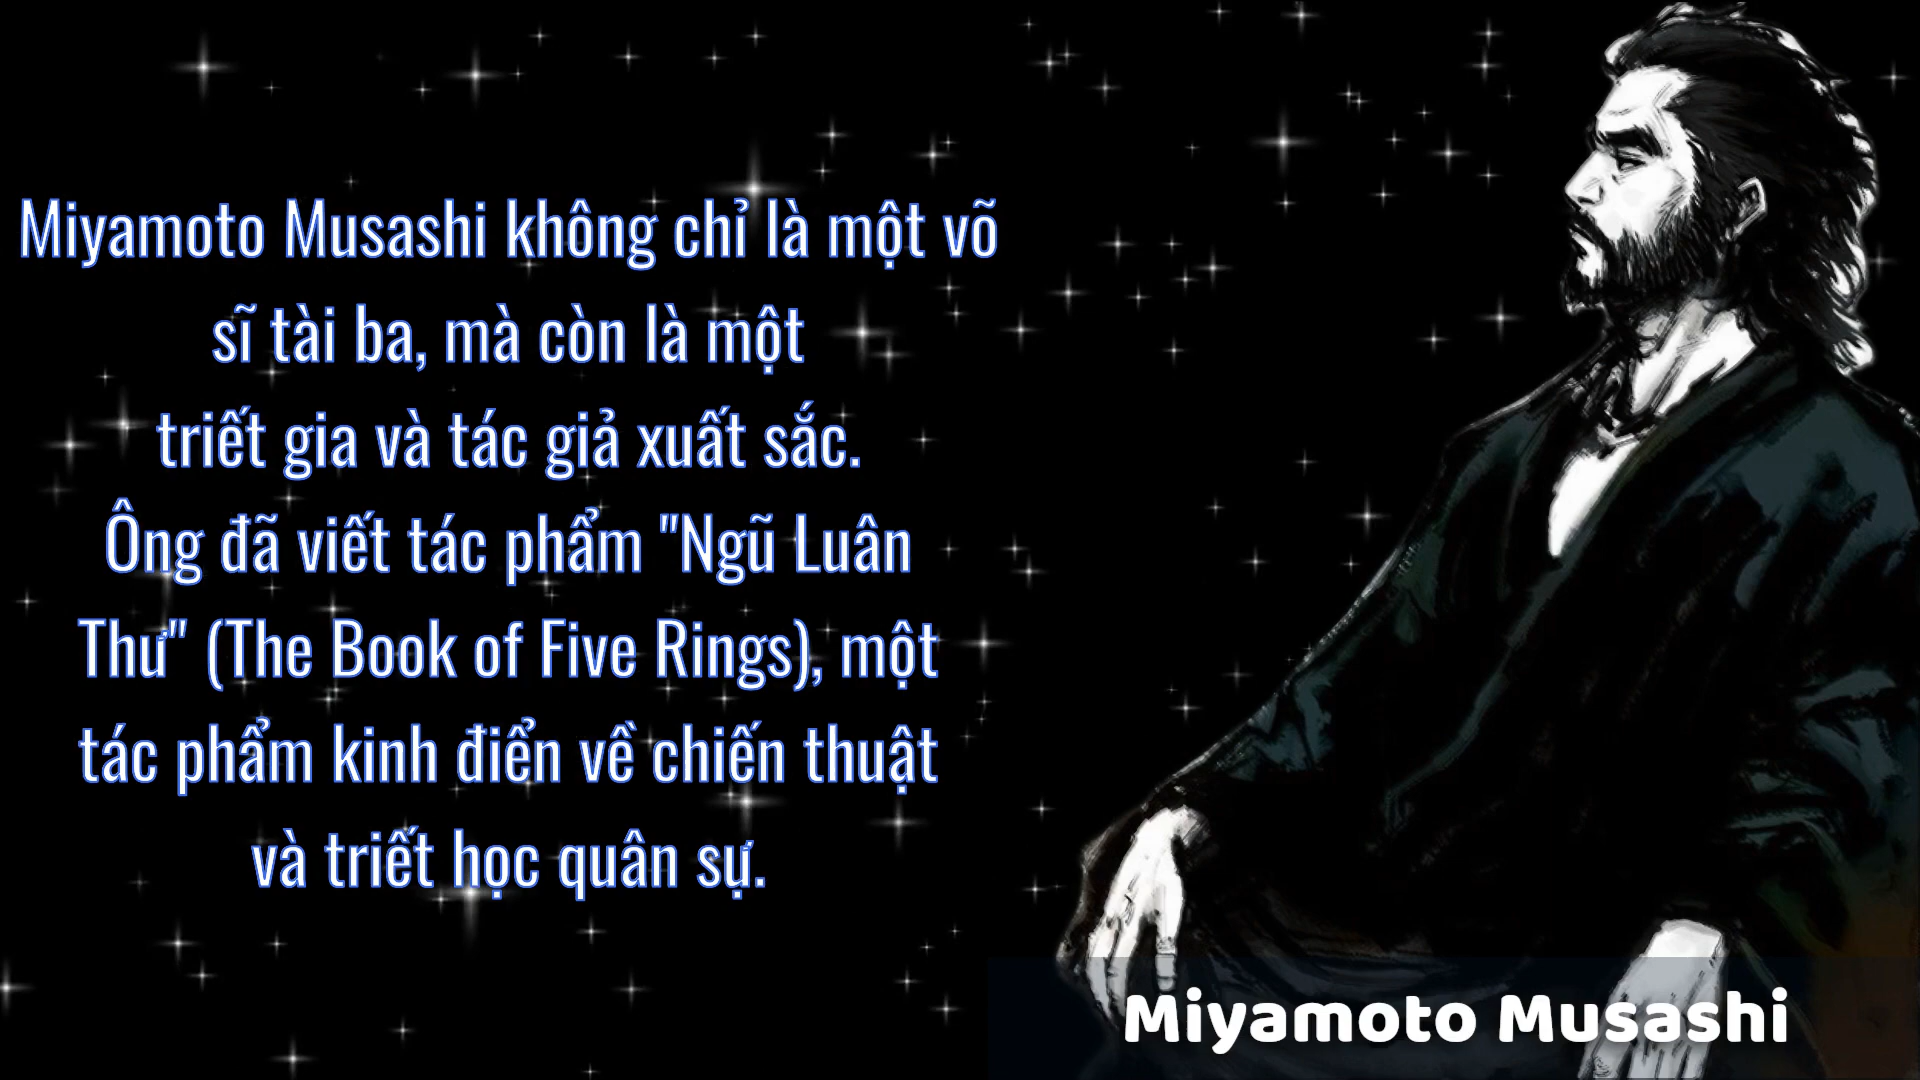 Miyamoto Musashi không chỉ là một võ
sĩ tài ba, mà còn là một
triết gia và tác giả xuất sắc.
Ông đã viết tác phẩm "Ngũ Luân
Thư" (The Book of Five Rings), một
tác phẩm kinh điển về chiến thuật
và triết học quân sự.
Miyamoto Musashi